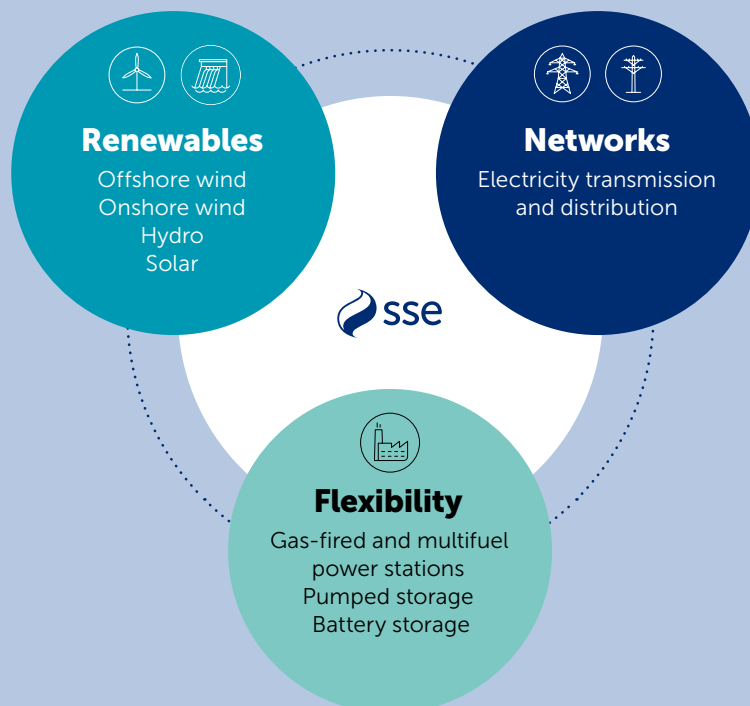 Renewables
Offshore wind
Onshore wind
Hydro
Solar
Networks
Electricity transmission
and distribution
sse
Flexibility
Gas-fired and multifuel
power stations
Pumped storage
Battery storage